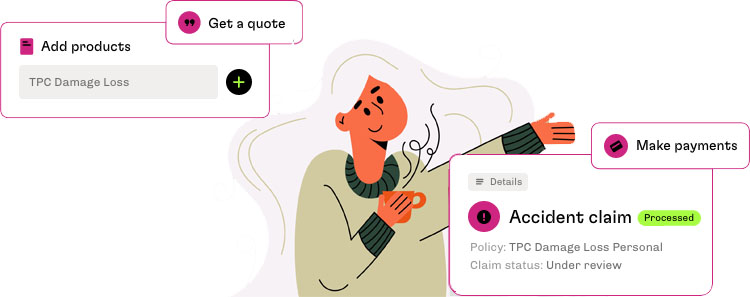 Get a quote
Add products
TPC Damage Loss
Make payments
Details
Accident claim Processed
Policy: TPC Damage Loss Personal
Claim status: Under review